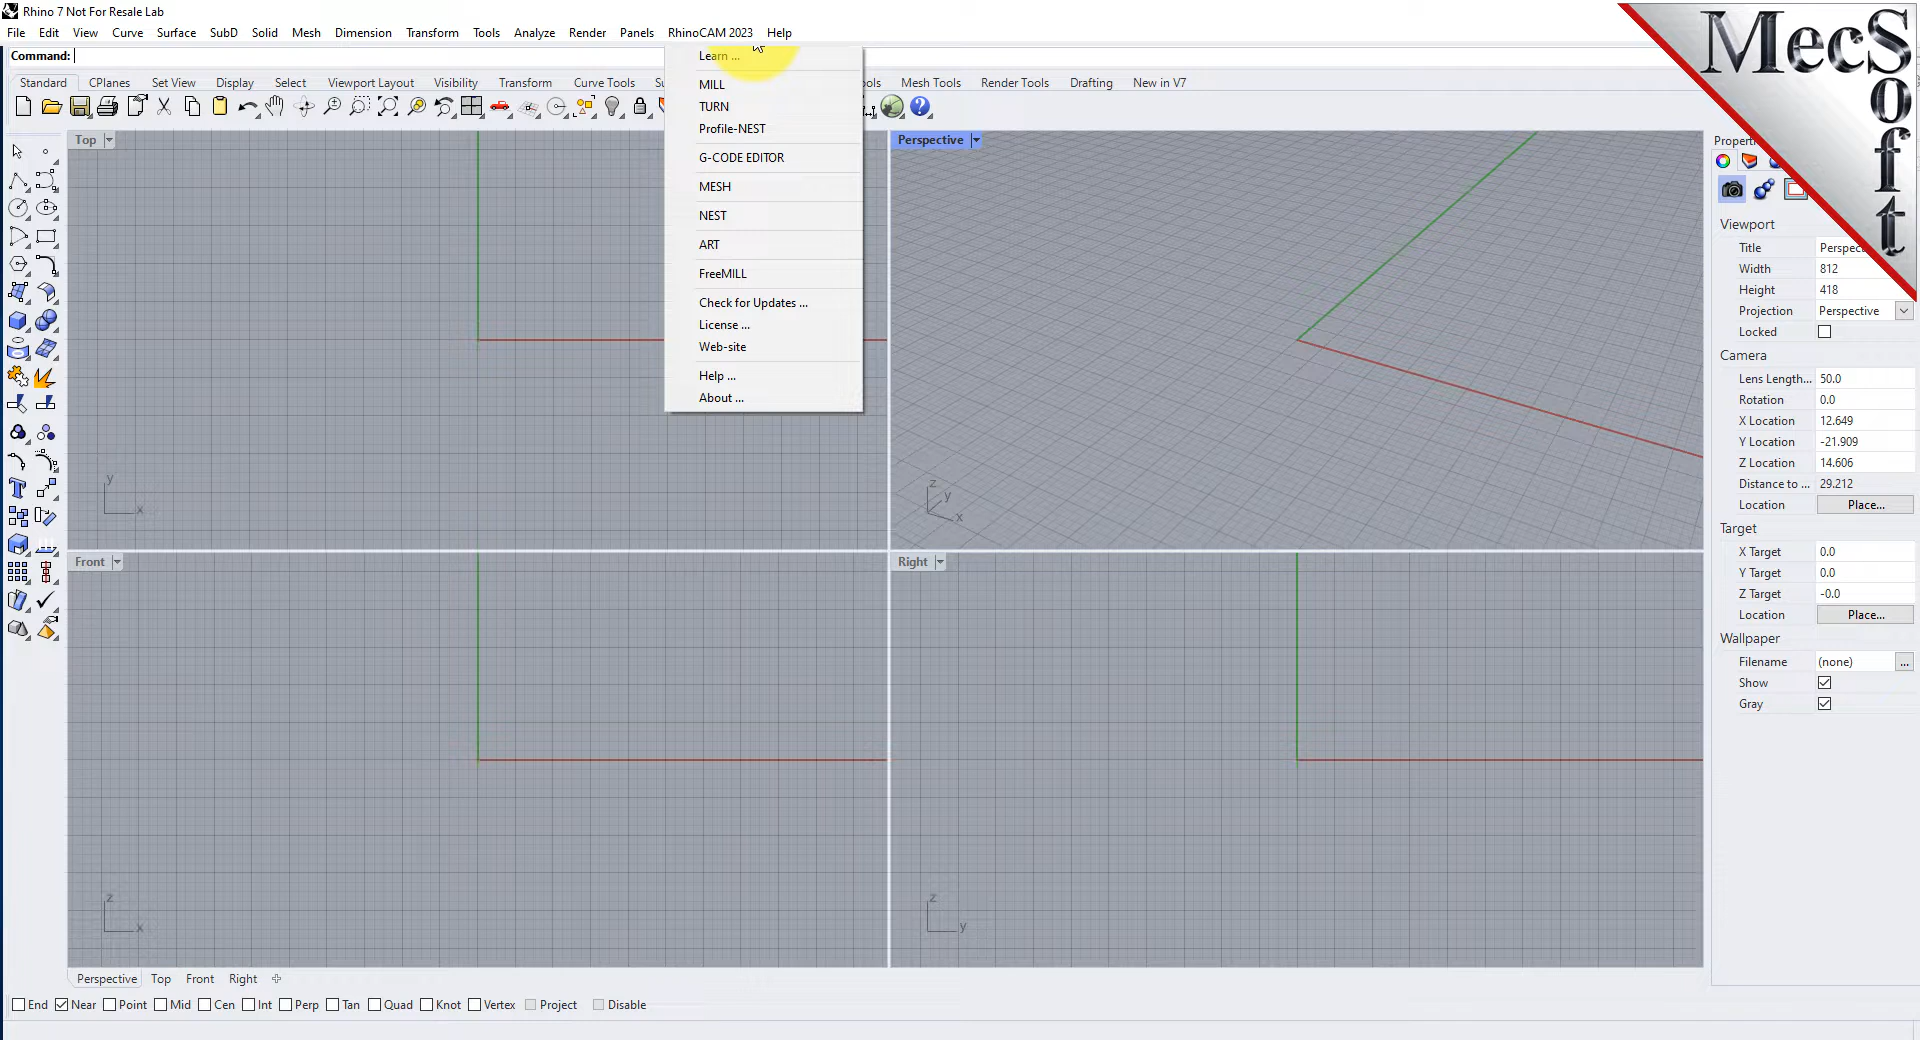 Rhino 7 Not For Resale Lab
File Edit View Curve Surface SubD Solid Mesh Dimension Transform Tools Analyze Render Panels RhinoCAM 2023 Help
Command:
Standard CPlanes Set View Display Select Viewport Layout Visibility Transform Curve Tools Mesh Tools Render Tools Drafting New in V7
Learn ...
MILL
TURN
Profile-NEST
G-CODE EDITOR
MESH
NEST
ART
FreeMILL
Check for Updates ...
License ...
Web-site
Help ...
About ...
Top
y
x
Perspective
z
y
x
Front
z
x
Right
z
y
MecSoft
Viewport
Title
Width 812
Height 418
Projection Perspective
Locked
Camera
Lens Length... 50.0
Rotation 0.0
X Location 12.649
Y Location -21.909
Z Location 14.606
Distance to ... 29.212
Location Place...
Target
X Target 0.0
Y Target 0.0
Z Target -0.0
Location Place...
Wallpaper
Filename (none) ...
Show
Gray
Perspective Top Front Right
End Near Point Mid Cen Int Perp Tan Quad Knot Vertex Project Disable